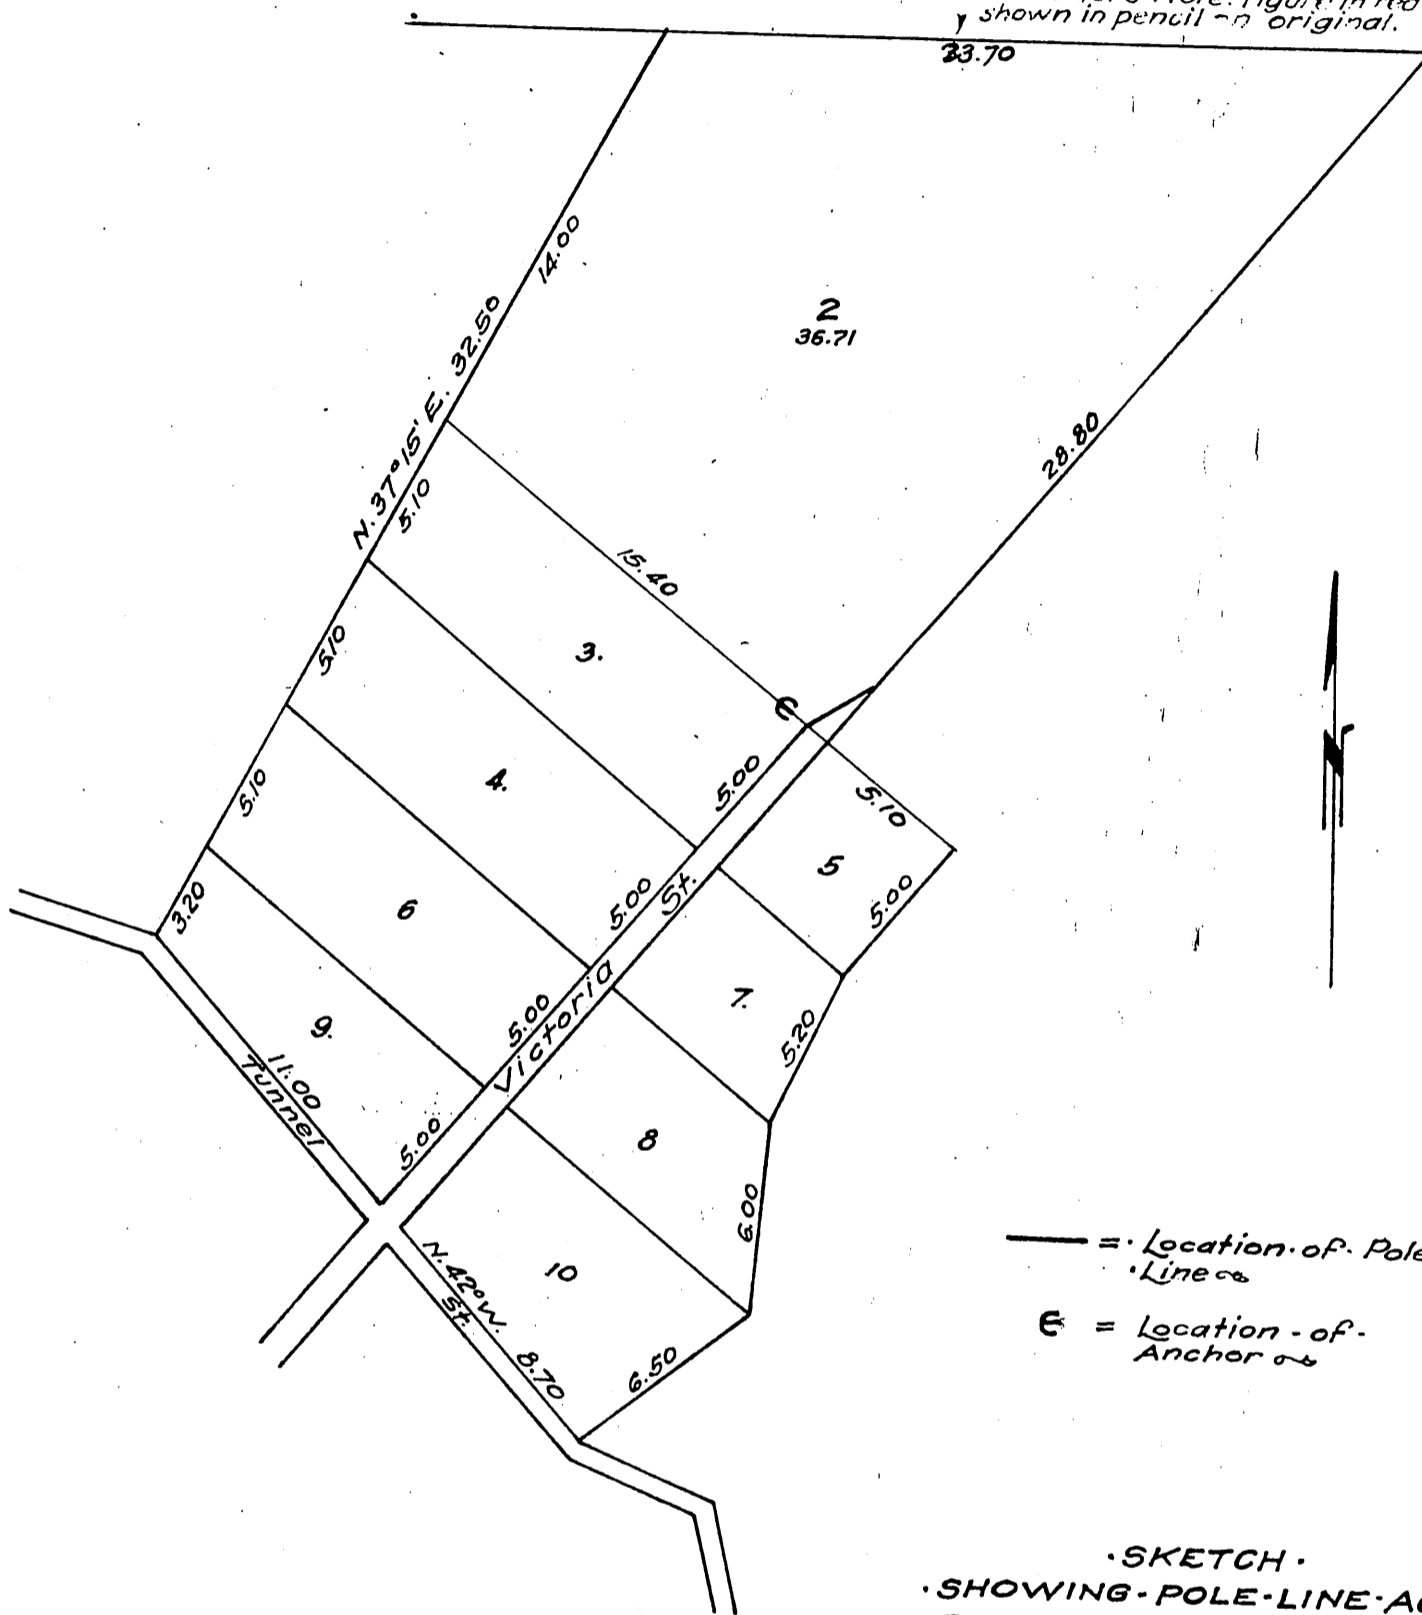 shown in pencil on original.
33.70
14.00
N. 37°15' E. 32.50
2
36.71
28.80
5.10
15.40
3.
5.10
Є
5.00
5.10
4.
5
5.10
5.00
5.00
3.20
6
St.
7.
5.00
Victoria
5.20
9.
11.00
Tunnel
8
5.00
6.00
N. 42° W.
St.
10
8.70
6.50
= Location of Pole
Line
Є = Location - of -
Anchor
·SKETCH·
·SHOWING-POLE-LINE-